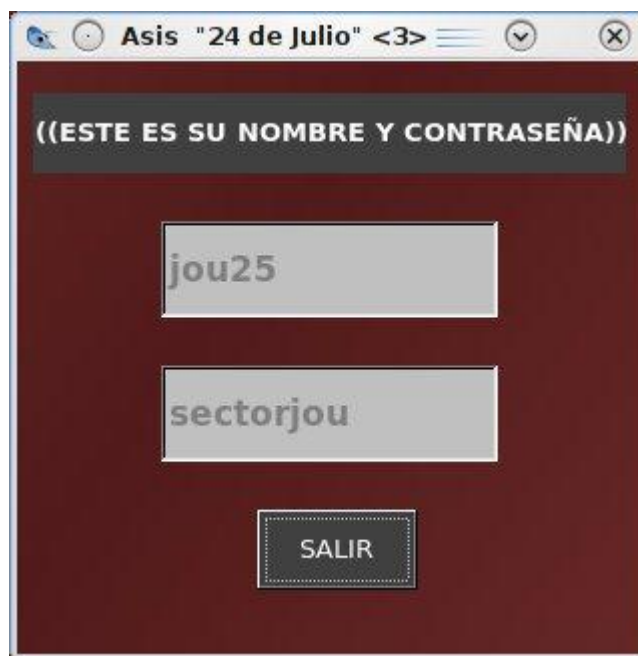 Asis "24 de Julio" <3>
((ESTE ES SU NOMBRE Y CONTRASEÑA))
jou25
sectorjou
SALIR